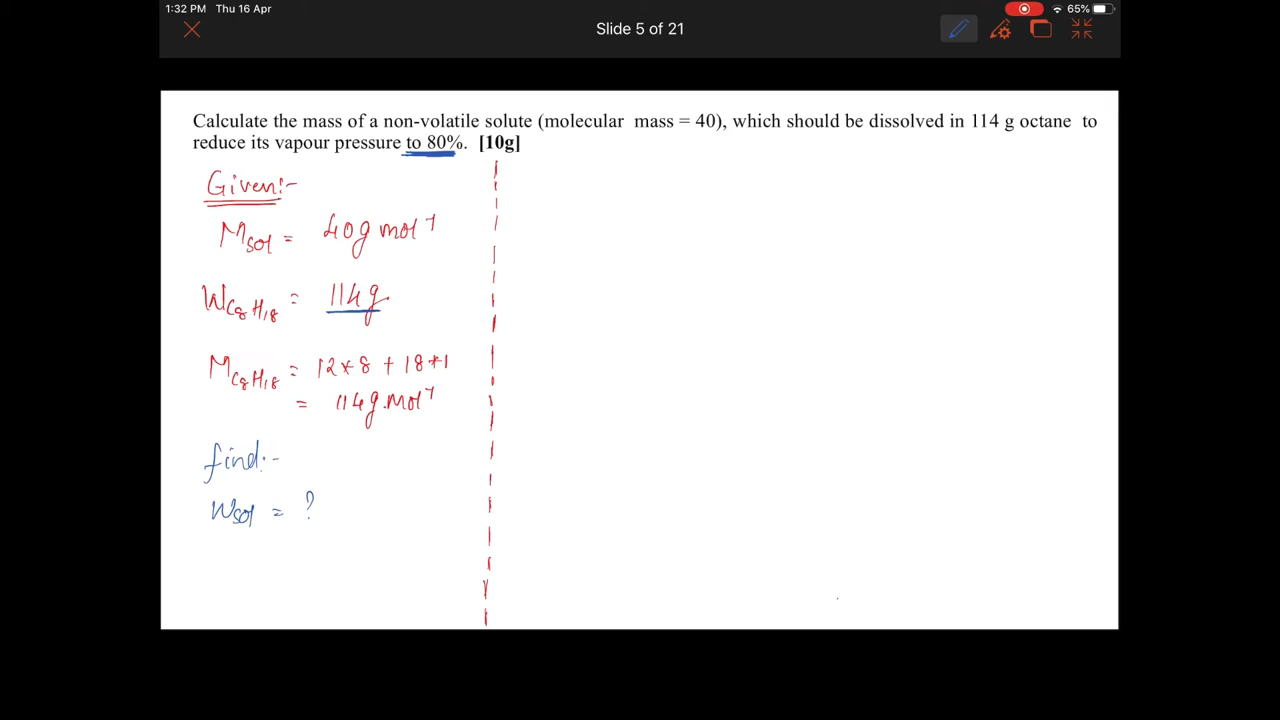 1:32 PM Thu 16 Apr
65%
Slide 5 of 21
Calculate the mass of a non-volatile solute (molecular mass = 40), which should be dissolved in 114 g octane to
reduce its vapour pressure to 80%. [10g]
Given:-
Msol = 40g mol⁻¹
WC₈H₁₈ = 114g
MC₈H₁₈ = 12×8 + 18*1
= 114g.mol⁻¹
find:-
Wsol = ?